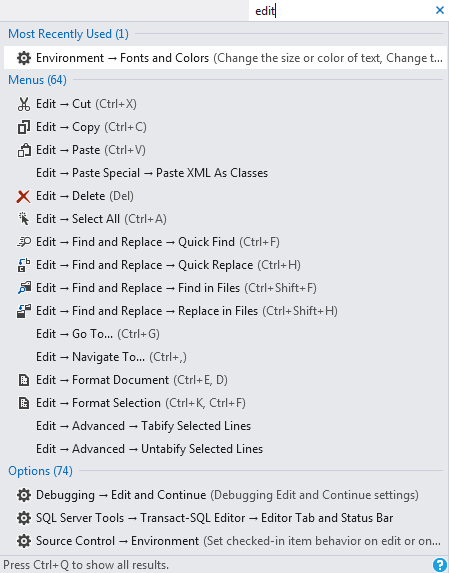 edit
Most Recently Used (1)
Environment → Fonts and Colors (Change the size or color of text, Change t...
Menus (64)
Edit → Cut (Ctrl+X)
Edit → Copy (Ctrl+C)
Edit → Paste (Ctrl+V)
Edit → Paste Special → Paste XML As Classes
Edit → Delete (Del)
Edit → Select All (Ctrl+A)
Edit → Find and Replace → Quick Find (Ctrl+F)
Edit → Find and Replace → Quick Replace (Ctrl+H)
Edit → Find and Replace → Find in Files (Ctrl+Shift+F)
Edit → Find and Replace → Replace in Files (Ctrl+Shift+H)
Edit → Go To... (Ctrl+G)
Edit → Navigate To... (Ctrl+,)
Edit → Format Document (Ctrl+E, D)
Edit → Format Selection (Ctrl+K, Ctrl+F)
Edit → Advanced → Tabify Selected Lines
Edit → Advanced → Untabify Selected Lines
Options (74)
Debugging → Edit and Continue (Debugging Edit and Continue settings)
SQL Server Tools → Transact-SQL Editor → Editor Tab and Status Bar
Source Control → Environment (Set checked-in item behavior on edit or on...
Press Ctrl+Q to show all results.